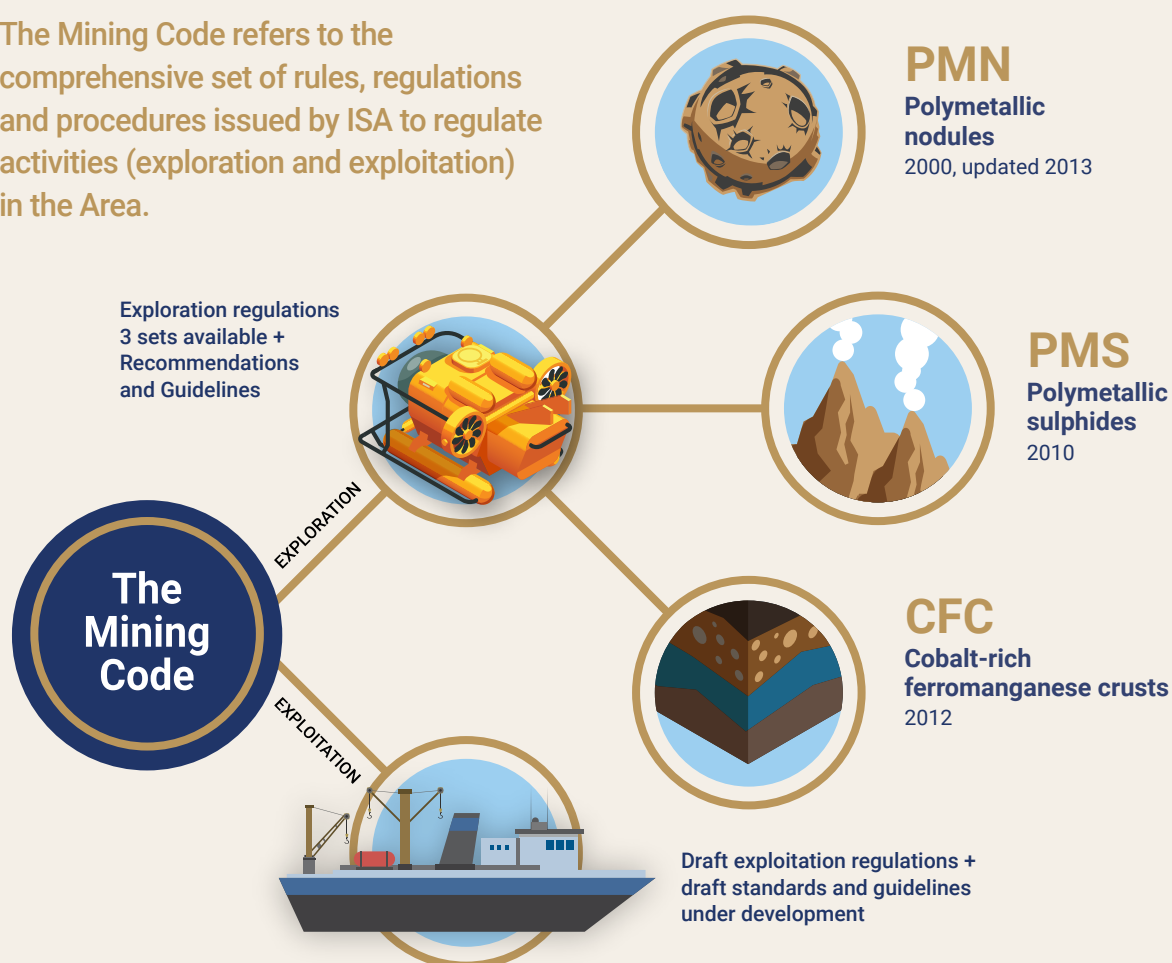 The Mining Code refers to the
comprehensive set of rules, regulations
and procedures issued by ISA to regulate
activities (exploration and exploitation)
in the Area.
PMN
Polymetallic
nodules
2000, updated 2013
Exploration regulations
3 sets available +
Recommendations
and Guidelines
PMS
Polymetallic
sulphides
2010
EXPLORATION
The
Mining
Code
CFC
Cobalt-rich
ferromanganese crusts
2012
EXPLOITATION
Draft exploitation regulations +
draft standards and guidelines
under development